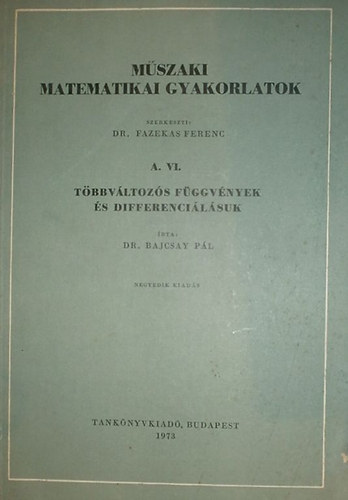 MŰSZAKI
MATEMATIKAI GYAKORLATOK
SZERKESZTI:
DR. FAZEKAS FERENC
A. VI.
TÖBBVÁLTOZÓS FÜGGVÉNYEK
ÉS DIFFERENCIÁLÁSUK
ÍRTA:
DR. BAJCSAY PÁL
NEGYEDIK KIADÁS
TANKÖNYVKIADÓ, BUDAPEST
1973